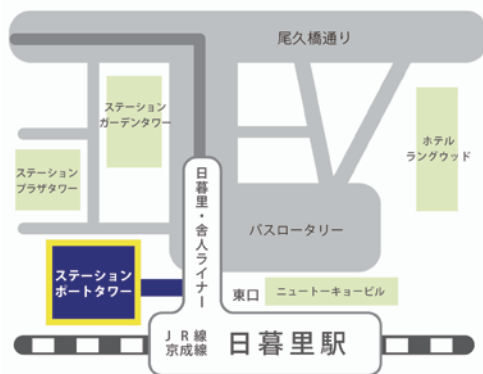 尾久橋通り
ステーション
ガーデンタワー
ホテル
ラングウッド
ステーション
プラザタワー
日暮里・舎人ライナー
バスロータリー
ステーション
ポートタワー
東口
ニュートーキョービル
JR線
京成線
日暮里駅